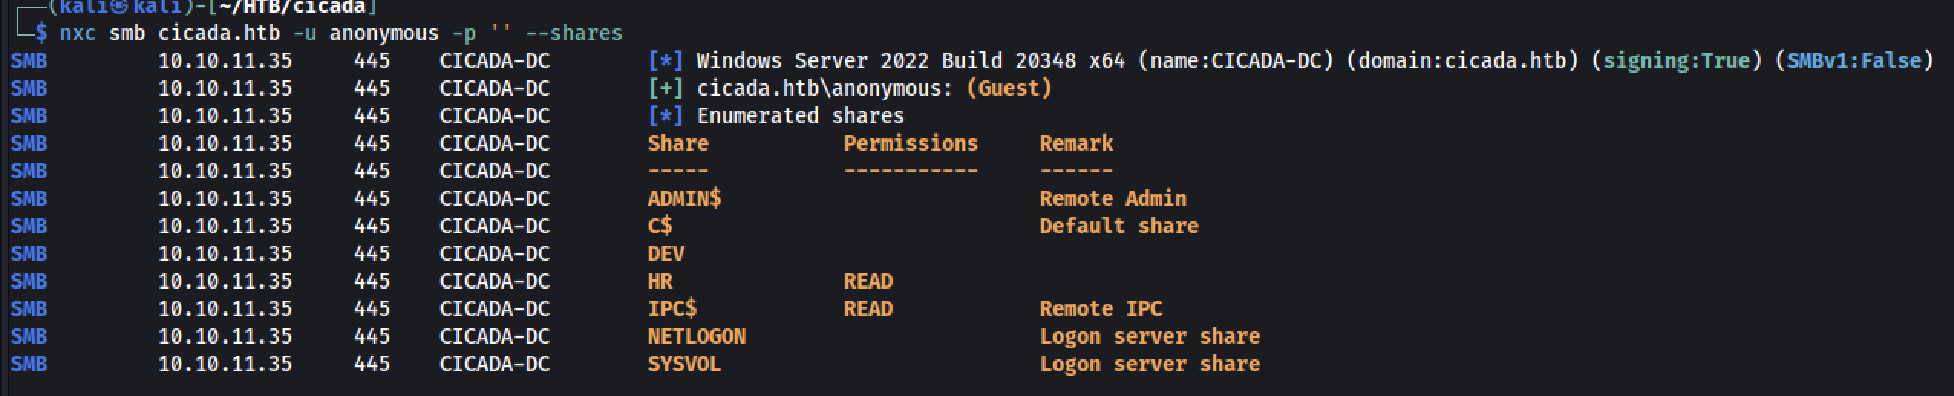 ┌──(kali㉿kali)-[~/HTB/cicada]
└─$ nxc smb cicada.htb -u anonymous -p '' --shares
SMB 10.10.11.35 445 CICADA-DC [*] Windows Server 2022 Build 20348 x64 (name:CICADA-DC) (domain:cicada.htb) (signing:True) (SMBv1:False)
SMB 10.10.11.35 445 CICADA-DC [+] cicada.htb\anonymous: (Guest)
SMB 10.10.11.35 445 CICADA-DC [*] Enumerated shares
SMB 10.10.11.35 445 CICADA-DC Share Permissions Remark
SMB 10.10.11.35 445 CICADA-DC ----- ----------- ------
SMB 10.10.11.35 445 CICADA-DC ADMIN$ Remote Admin
SMB 10.10.11.35 445 CICADA-DC C$ Default share
SMB 10.10.11.35 445 CICADA-DC DEV
SMB 10.10.11.35 445 CICADA-DC HR READ
SMB 10.10.11.35 445 CICADA-DC IPC$ READ Remote IPC
SMB 10.10.11.35 445 CICADA-DC NETLOGON Logon server share
SMB 10.10.11.35 445 CICADA-DC SYSVOL Logon server share